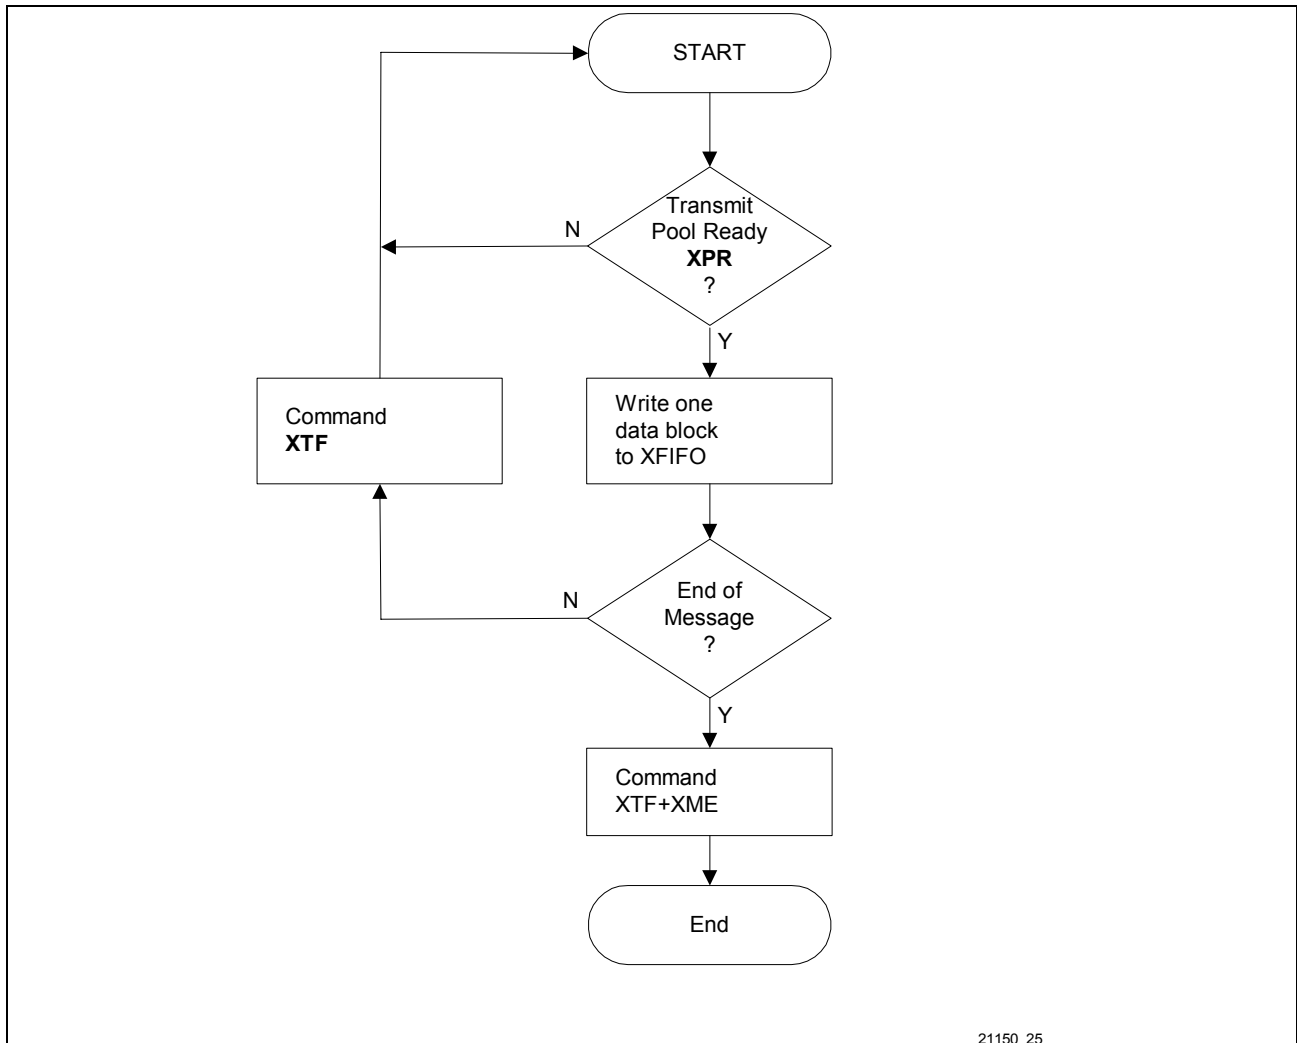 START
Transmit
Pool Ready
XPR
?
N
Y
Command
XTF
Write one
data block
to XFIFO
End of
Message
?
N
Y
Command
XTF+XME
End
21150_25